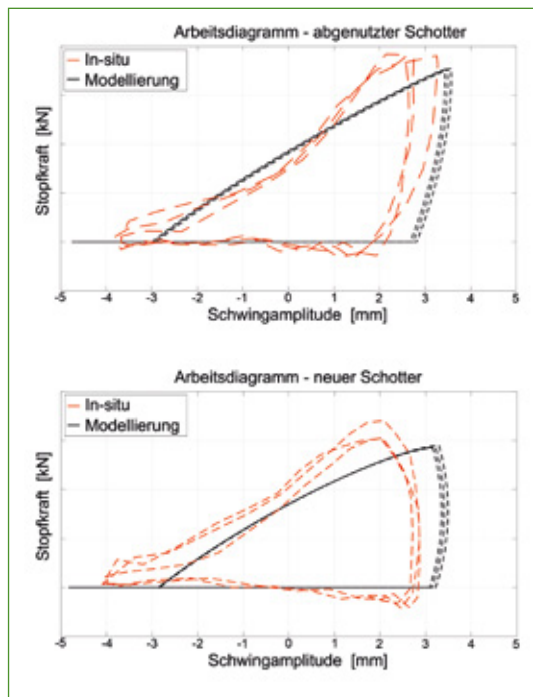 Arbeitsdiagramm - abgenutzter Schotter
In-situ
Modellierung
Stopfkraft [kN]
-5 -4 -3 -2 -1 0 1 2 3 4 5
Schwingamplitude [mm]
Arbeitsdiagramm - neuer Schotter
In-situ
Modellierung
Stopfkraft [kN]
-5 -4 -3 -2 -1 0 1 2 3 4 5
Schwingamplitude [mm]